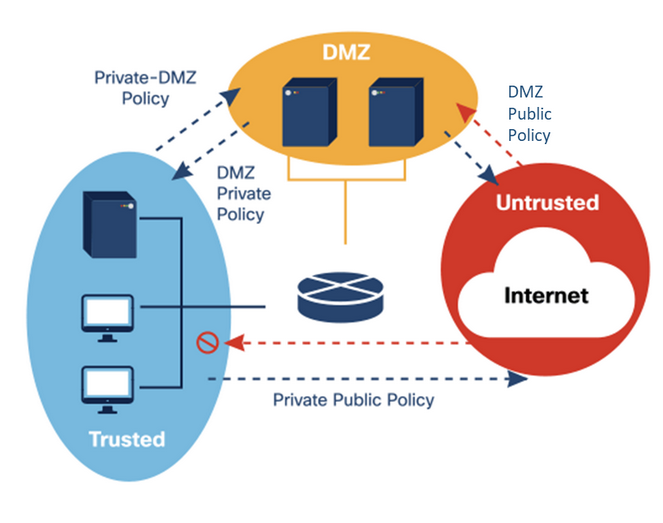 DMZ
Private-DMZ
Policy
DMZ
Public
Policy
DMZ
Private
Policy
Untrusted
Internet
Private Public Policy
Trusted